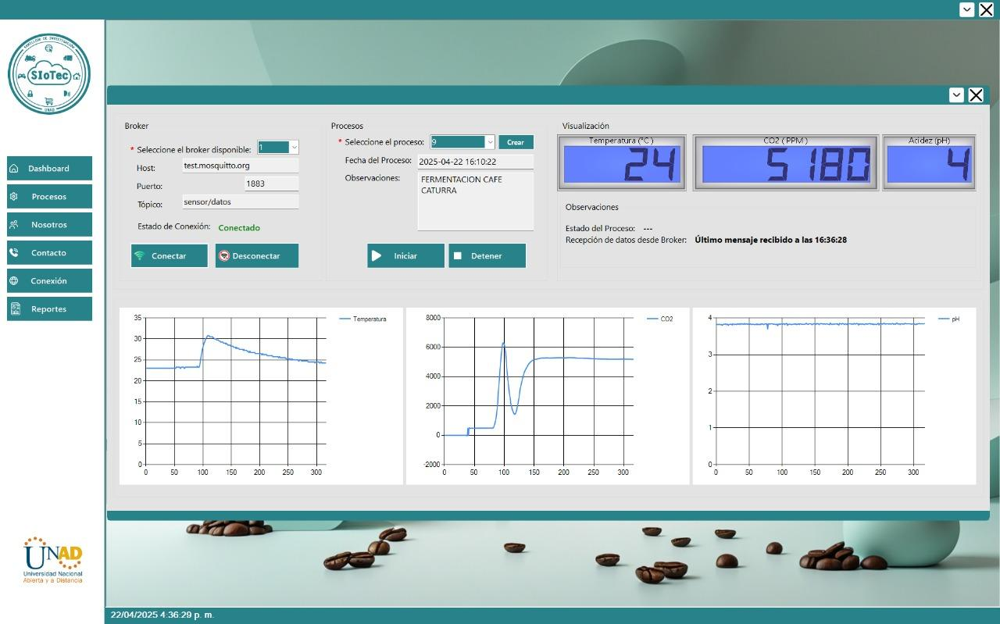 SEMILLERO DE INVESTIGACIÓN
SIoTec
UNAD
Dashboard
Procesos
Nosotros
Contacto
Conexión
Reportes
UNAD
Universidad Nacional
Abierta y a Distancia
Broker
* Seleccione el broker disponible: 1
Host: test.mosquitto.org
Puerto: 1883
Tópico: sensor/datos
Estado de Conexión: Conectado
Conectar
Desconectar
Procesos
* Seleccione el proceso: 9
Crear
Fecha del Proceso: 2025-04-22 16:10:22
Observaciones: FERMENTACION CAFE
CATURRA
Iniciar
Detener
Visualización
Temperatura (°C )
24
CO2 ( PPM )
5180
Acidez (pH)
4
Observaciones
Estado del Proceso: ---
Recepción de datos desde Broker: Último mensaje recibido a las 16:36:28
35
30
25
20
15
10
5
0
0 50 100 150 200 250 300
Temperatura
8000
6000
4000
2000
0
-2000
0 50 100 150 200 250 300
CO2
4
3
2
1
0
0 50 100 150 200 250 300
pH
22/04/2025 4:36:29 p. m.